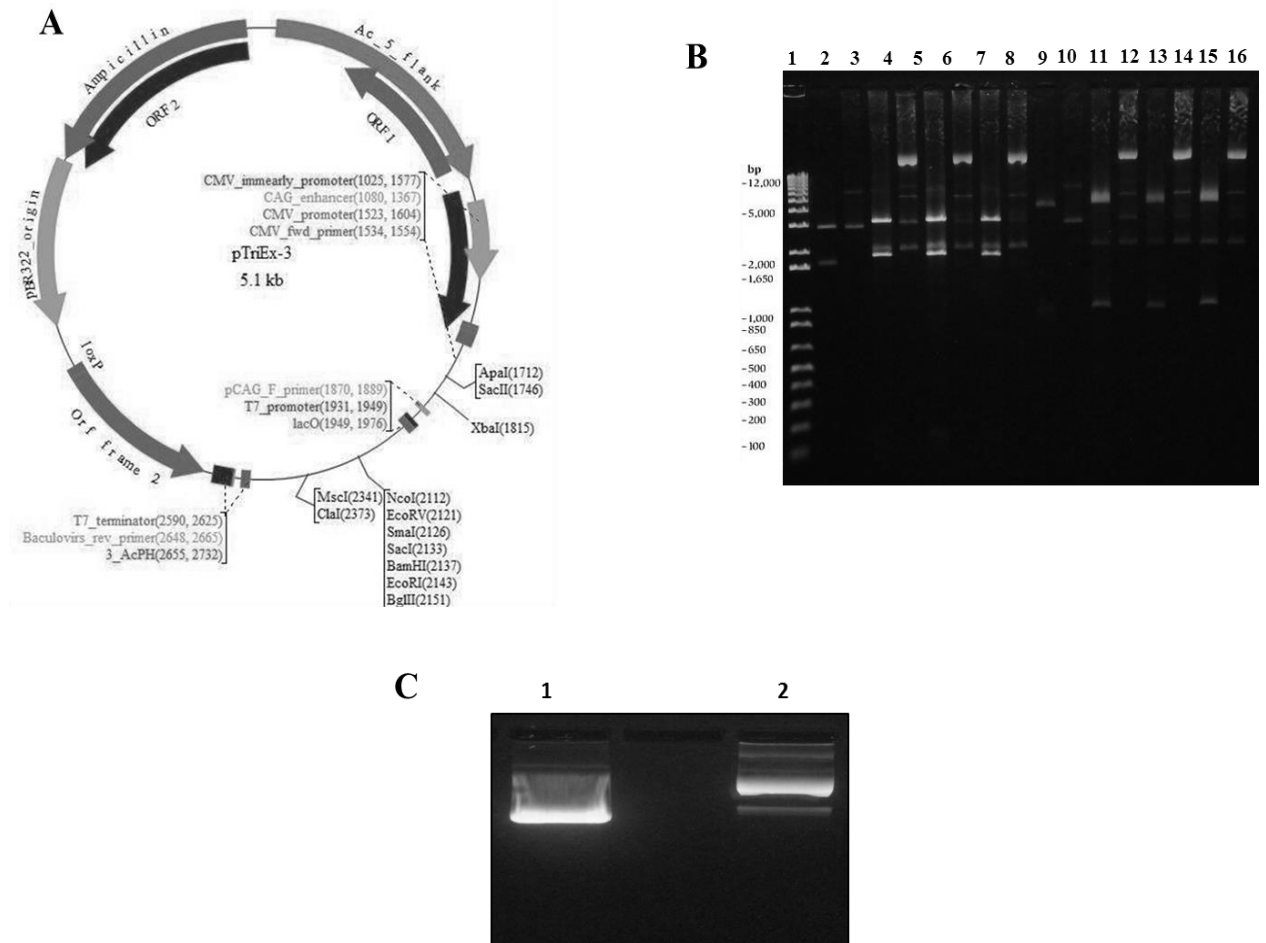 A
Ampicillin
Ac_5_flank
ORF2
ORF1
CMV_immearly_promoter(1025, 1577)
CAG_enhancer(1080, 1367)
CMV_promoter(1523, 1604)
CMV_fwd_primer(1534, 1554)
pTriEx-3
5.1 kb
pBR322_origin
loxP
Orf frame 2
ApaI(1712)
SacII(1746)
XbaI(1815)
pCAG_F_primer(1870, 1889)
T7_promoter(1931, 1949)
lacO(1949, 1976)
MscI(2341)
ClaI(2373)
NcoI(2112)
EcoRV(2121)
SmaI(2126)
SacI(2133)
BamHI(2137)
EcoRI(2143)
BglII(2151)
T7_terminator(2590, 2625)
Baculovirs_rev_primer(2648, 2665)
3_AcPH(2655, 2732)
B
1 2 3 4 5 6 7 8 9 10 11 12 13 14 15 16
bp
-12,000
-5,000
-2,000
-1,650
-1,000
-850
-650
-500
-400
-300
-200
-100
C
1 2